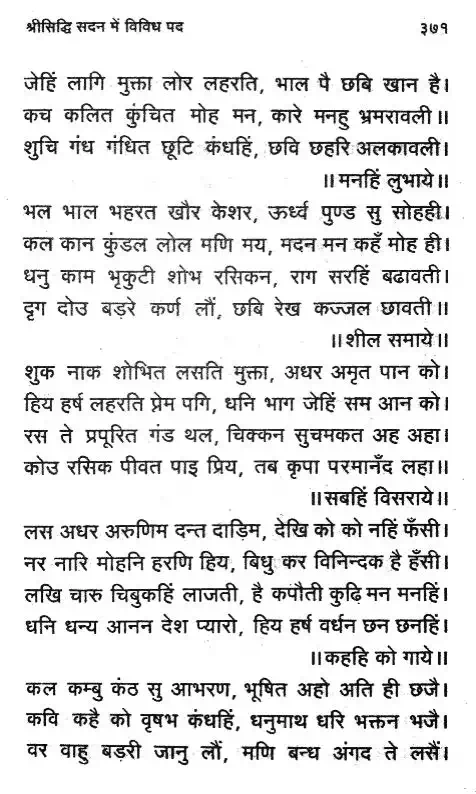 श्रीसिद्धि सदन में विविध पद ३७१
जेहिं लागि मुक्ता लोर लहरति, भाल पै छबि खान है।
कच कलित कुंचित मोह मन, कारे मनहु भ्रमरावली॥
शुचि गंध गंधित छूटि कंधहिं, छवि छहरि अलकावली।
॥मनहिं लुभाये॥
भल भाल भहरत खौर केशर, ऊर्ध्व पुण्ड सु सोहही।
कल कान कुंडल लोल मणि मय, मदन मन कहँ मोह ही।
धनु काम भृकुटी शोभ रसिकन, राग सरहिं बढावती।
दृग दोउ बड़रे कर्ण लौं, छबि रेख कज्जल छावती॥
॥शील समाये॥
शुक नाक शोभित लसति मुक्ता, अधर अमृत पान को।
हिय हर्ष लहरति प्रेम पगि, धनि भाग जेहिं सम आन को।
रस ते प्रपूरित गंड थल, चिक्कन सुचमकत अह अहा।
कोउ रसिक पीवत पाइ प्रिय, तब कृपा परमानँद लहा॥
॥सबहिं विसराये॥
लस अधर अरुणिम दन्त दाड़िम, देखि को को नहिं फँसी।
नर नारि मोहनि हरणि हिय, बिधु कर विनिन्दक है हँसी।
लखि चारु चिबुकहिं लाजती, है कपौती कुढ़ि मन मनहिं।
धनि धन्य आनन देश प्यारो, हिय हर्ष वर्धन छन छनहिं।
॥कहहि को गाये॥
कल कम्बु कंठ सु आभरण, भूषित अहो अति ही छजै।
कवि कहै को वृषभ कंधहिं, धनुमाथ धरि भक्तन भजै।
वर वाहु बड़री जानु लौं, मणि बन्ध अंगद ते लसैं।